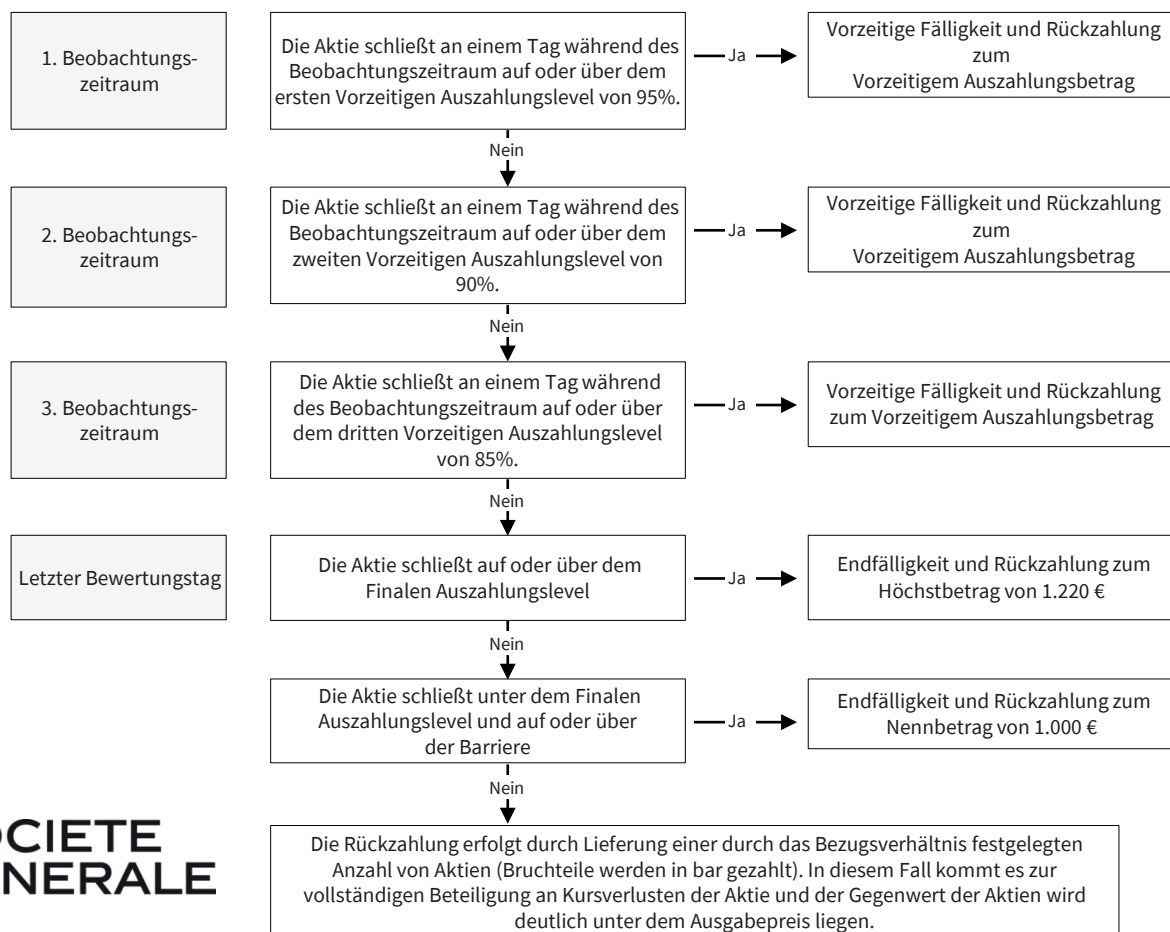 1. Beobachtungs-
zeitraum
Die Aktie schließt an einem Tag während des
Beobachtungszeitraum auf oder über dem
ersten Vorzeitigen Auszahlungslevel von 95%.
Ja
Vorzeitige Fälligkeit und Rückzahlung
zum
Vorzeitigem Auszahlungsbetrag
Nein
2. Beobachtungs-
zeitraum
Die Aktie schließt an einem Tag während des
Beobachtungszeitraum auf oder über dem
zweiten Vorzeitigen Auszahlungslevel von
90%.
Ja
Vorzeitige Fälligkeit und Rückzahlung
zum
Vorzeitigem Auszahlungsbetrag
Nein
3. Beobachtungs-
zeitraum
Die Aktie schließt an einem Tag während
des Beobachtungszeitraum auf oder über
dem dritten Vorzeitigen Auszahlungslevel
von 85%.
Ja
Vorzeitige Fälligkeit und Rückzahlung
zum Vorzeitigem Auszahlungsbetrag
Nein
Letzter Bewertungstag
Die Aktie schließt auf oder über dem
Finalen Auszahlungslevel
Ja
Endfälligkeit und Rückzahlung zum
Höchstbetrag von 1.220 €
Nein
Die Aktie schließt unter dem Finalen
Auszahlungslevel und auf oder über
der Barriere
Ja
Endfälligkeit und Rückzahlung zum
Nennbetrag von 1.000 €
Nein
OCIETE
NERALE
Die Rückzahlung erfolgt durch Lieferung einer durch das Bezugsverhältnis festgelegten
Anzahl von Aktien (Bruchteile werden in bar gezahlt). In diesem Fall kommt es zur
vollständigen Beteiligung an Kursverlusten der Aktie und der Gegenwert der Aktien wird
deutlich unter dem Ausgabepreis liegen.